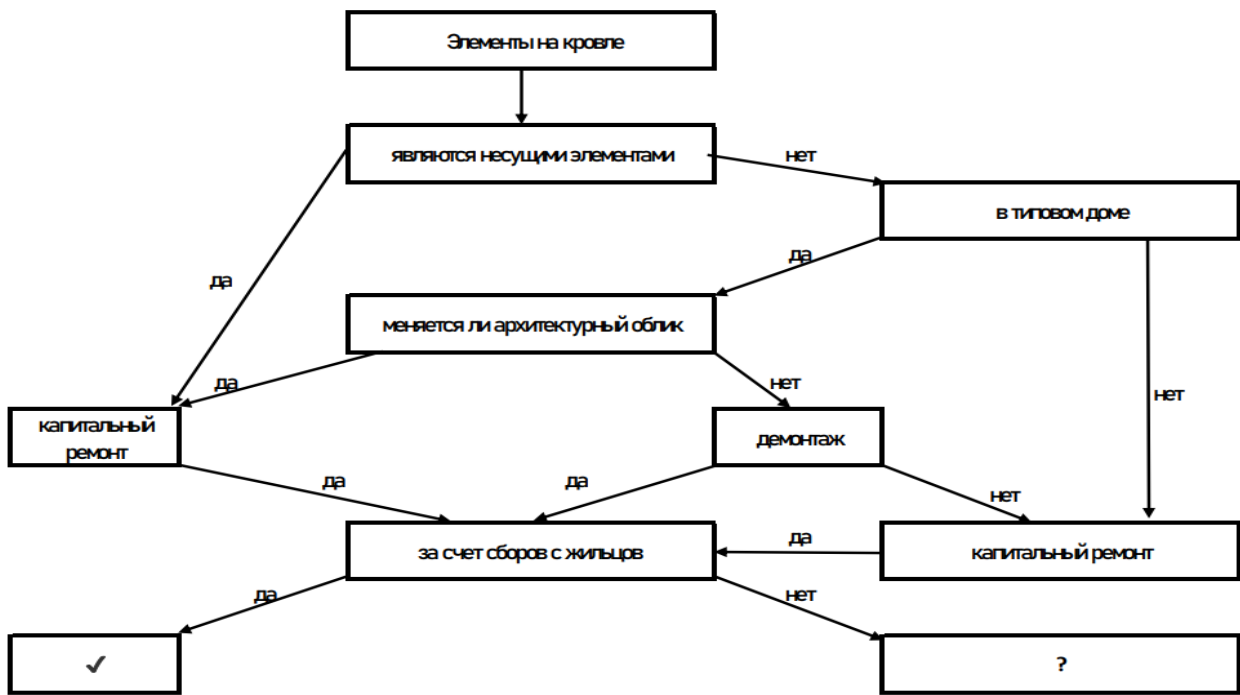 Элементы на кровле
являются несущими элементами
нет
в типовом доме
да
да
меняется ли архитектурный облик
да
нет
нет
капитальный
ремонт
демонтаж
да
да
нет
за счет сборов с жильцов
да
капитальный ремонт
да
нет
✓
?